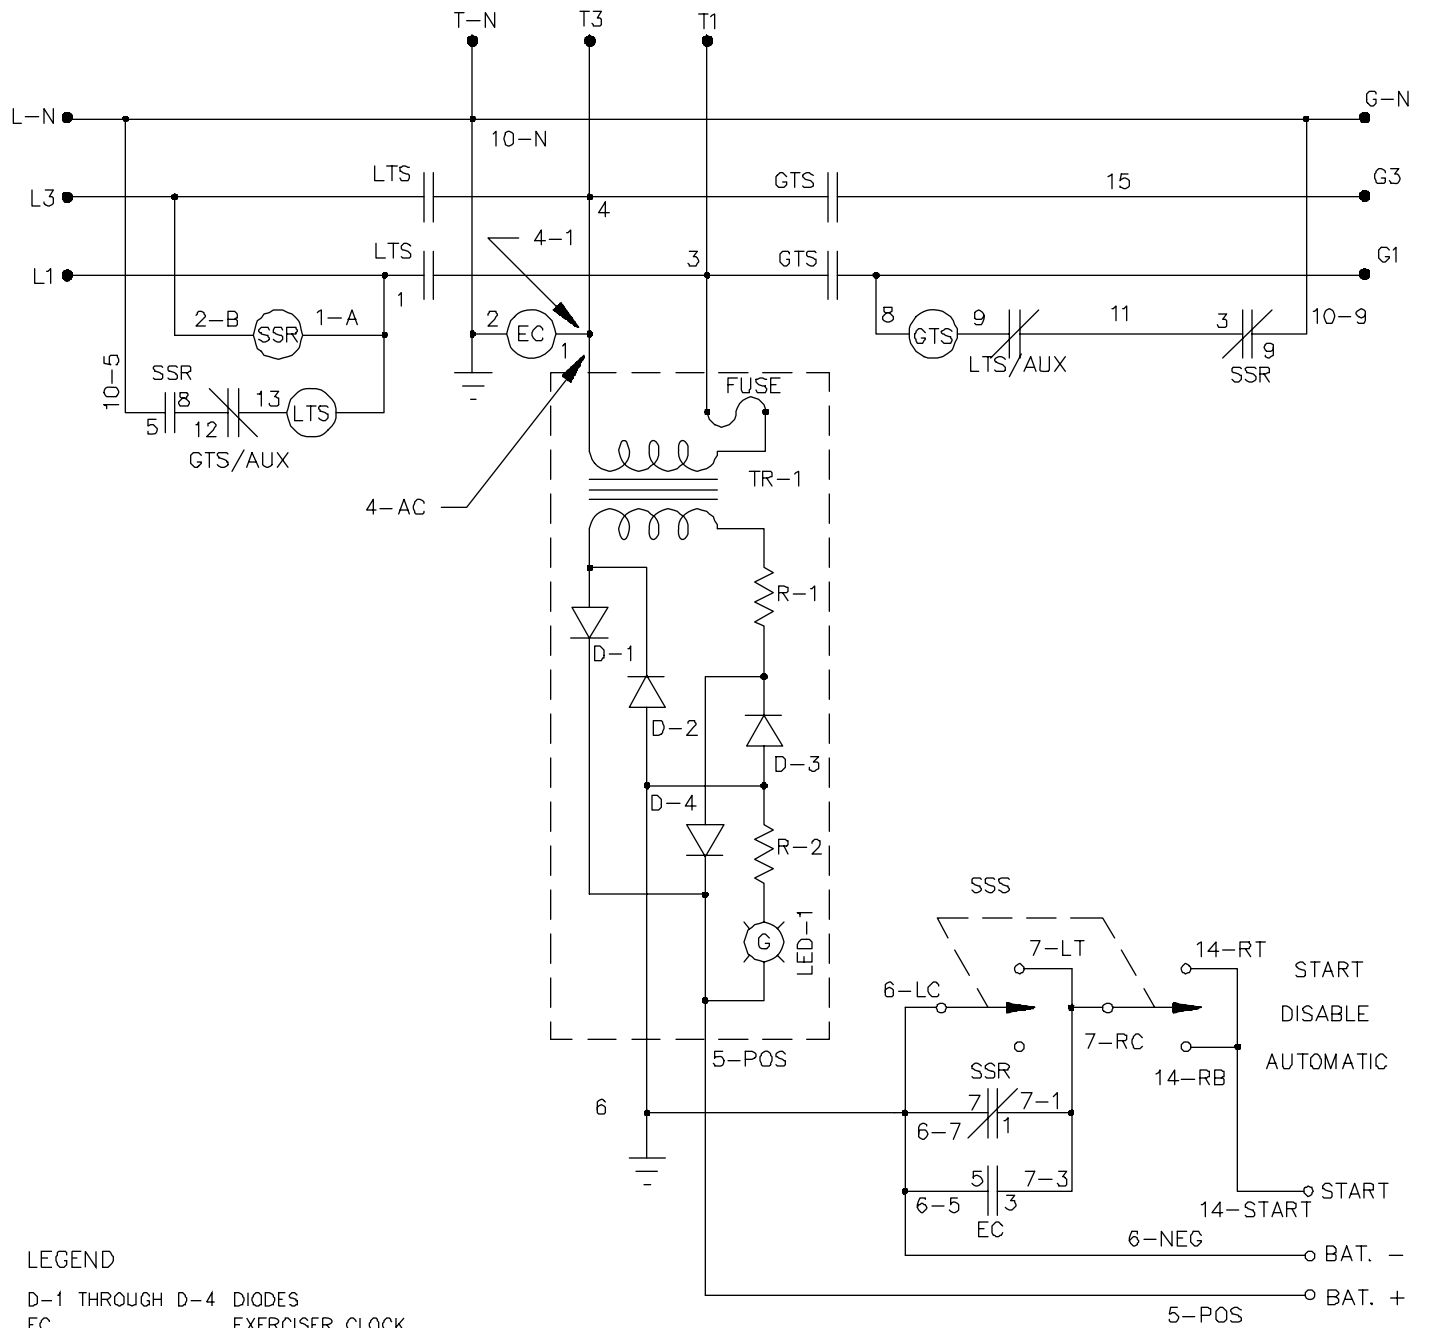 T-N
T3
T1
L-N
G-N
10-N
LTS
GTS
15
G3
L3
4
4-1
LTS
3
GTS
G1
L1
1
2-B
SSR
1-A
2
EC
1
8
GTS
9
LTS/AUX
11
3
9
SSR
10-9
10-5
SSR
8
5
12
13
LTS
GTS/AUX
FUSE
TR-1
4-AC
R-1
D-1
D-2
D-3
D-4
R-2
G
LED-1
SSS
7-LT
14-RT
START
6-LC
DISABLE
7-RC
AUTOMATIC
14-RB
5-POS
SSR
6
7
7-1
6-7
1
5
7-3
6-5
3
EC
START
14-START
6-NEG
BAT. -
BAT. +
5-POS
LEGEND
D-1 THROUGH D-4 DIODES
EC EXERCISER CLOCK